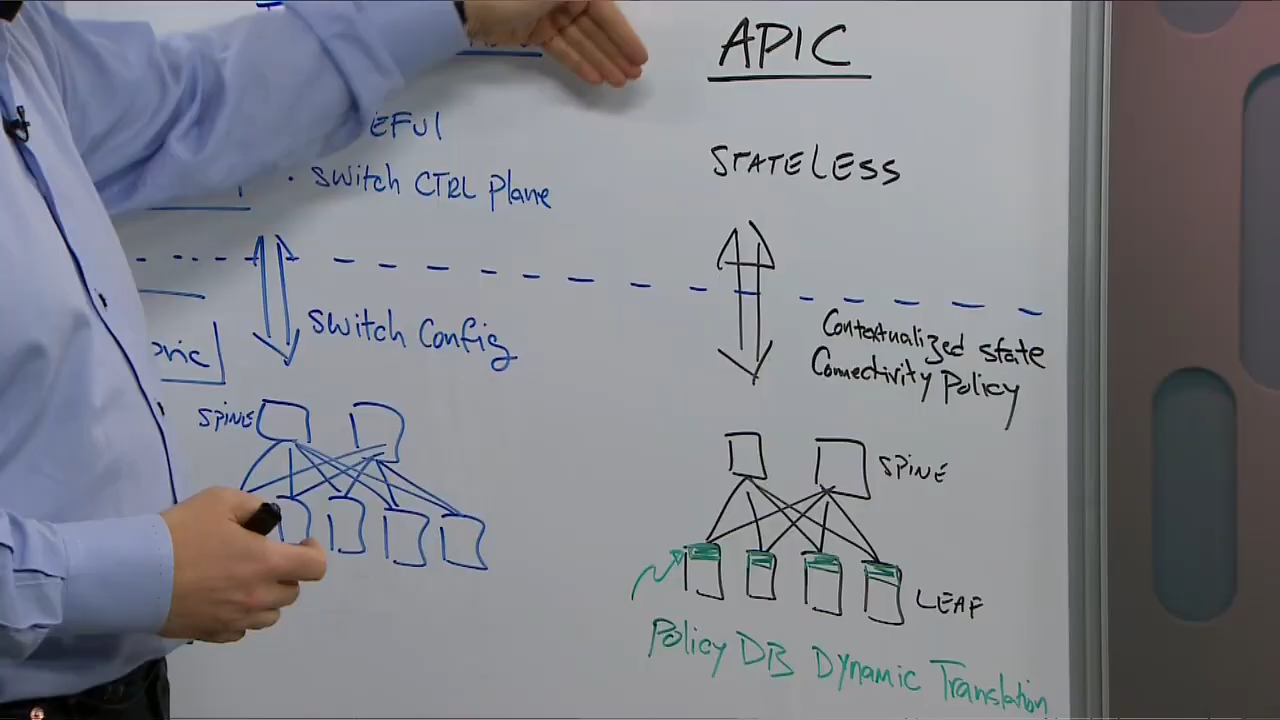 APIC
EFUL
STATELESS
· Switch CTRL Plane
Switch Config
Contextualized state
Connectivity Policy
SPINE
SPINE
LEAF
Policy DB Dynamic Translation